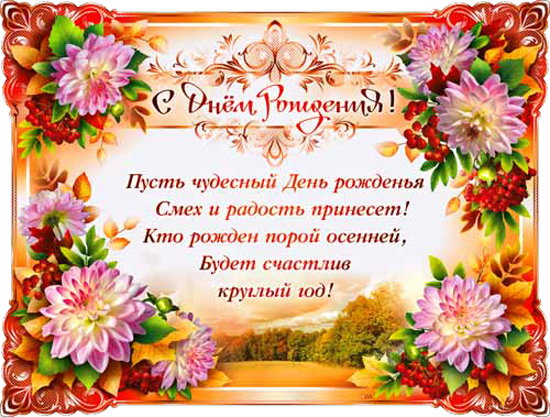 С Днём Рождения!
Пусть чудесный День рожденья
Смех и радость принесет!
Кто рожден порой осенней,
Будет счастлив
круглый год!